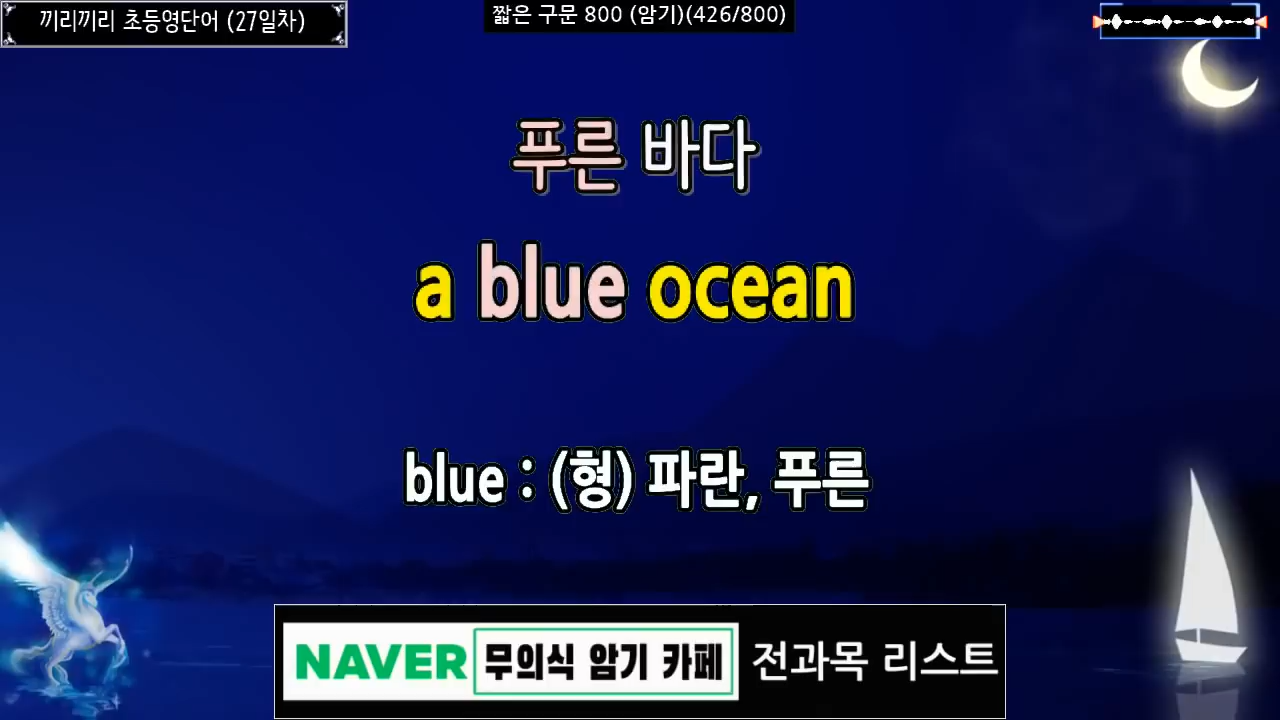 끼리끼리 초등영단어 (27일차)
짧은 구문 800 (암기)(426/800)
푸른 바다
a blue ocean
blue : (형) 파란, 푸른
NAVER 무의식 암기 카페 전과목 리스트